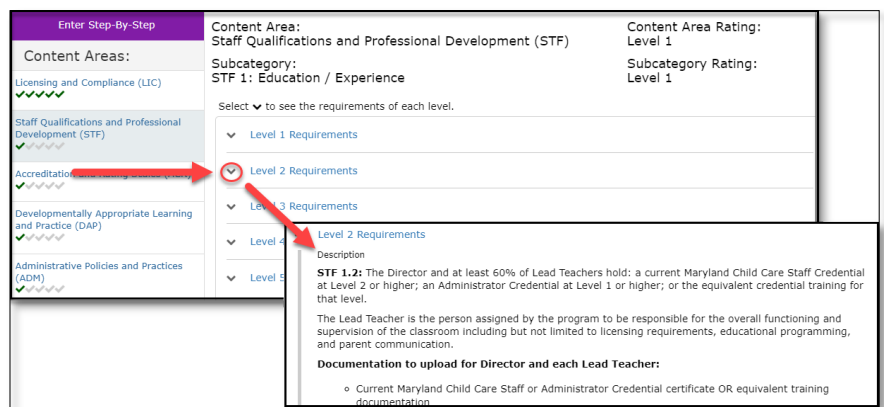 Enter Step-By-Step
Content Areas:
Licensing and Compliance (LIC)
Staff Qualifications and Professional
Development (STF)
Accreditation
Developmentally Appropriate Learning
and Practice (DAP)
Administrative Policies and Practices
(ADM)
Content Area:
Staff Qualifications and Professional Development (STF)
Content Area Rating:
Level 1
Subcategory:
STF 1: Education / Experience
Subcategory Rating:
Level 1
Select ✔ to see the requirements of each level.
Level 1 Requirements
Level 2 Requirements
Level 3 Requirements
Level 4
Level 5
Level 2 Requirements
Description
STF 1.2: The Director and at least 60% of Lead Teachers hold: a current Maryland Child Care Staff Credential
at Level 2 or higher; an Administrator Credential at Level 1 or higher; or the equivalent credential training for
that level.
The Lead Teacher is the person assigned by the program to be responsible for the overall functioning and
supervision of the classroom including but not limited to licensing requirements, educational programming,
and parent communication.
Documentation to upload for Director and each Lead Teacher:
Current Maryland Child Care Staff or Administrator Credential certificate OR equivalent training
documentation